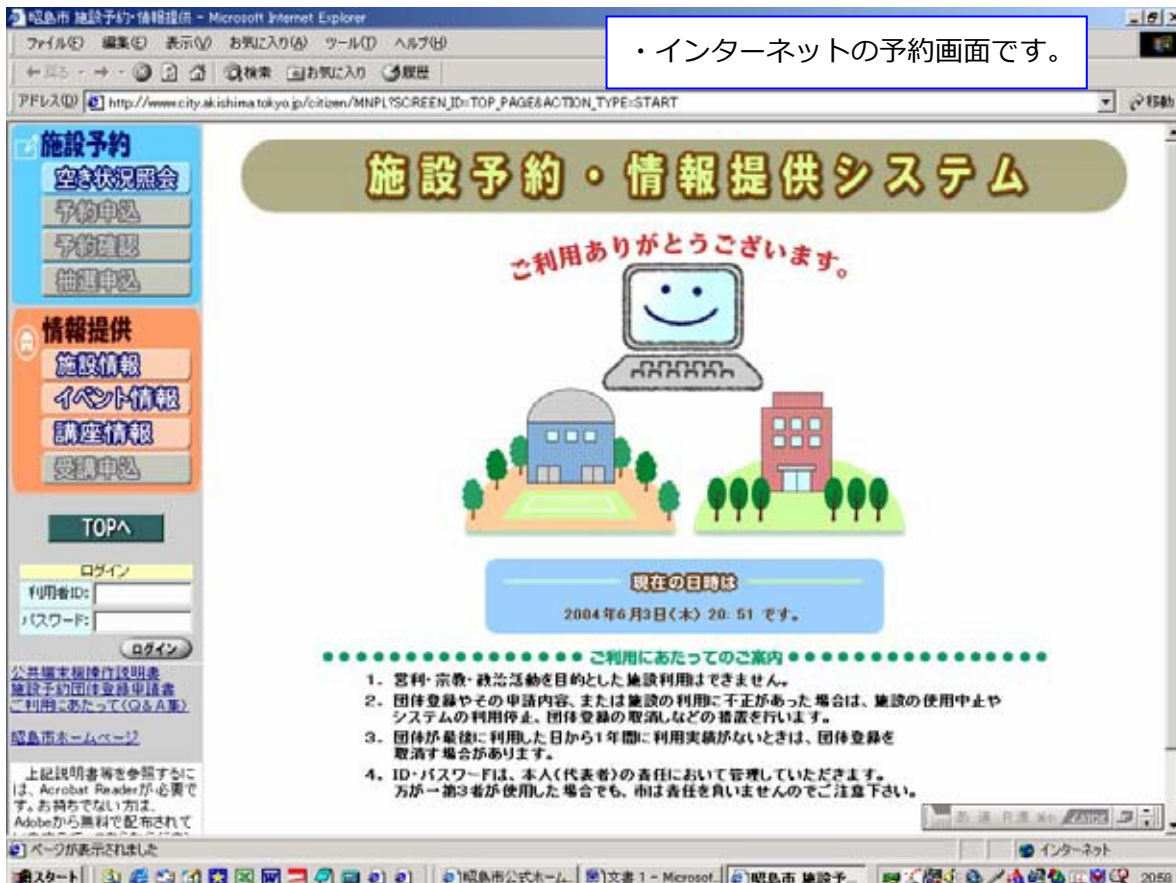 昭島市 施設予約・情報提供 - Microsoft Internet Explorer
ファイル(F) 編集(E) 表示(V) お気に入り(A) ツール(T) ヘルプ(H)
・インターネットの予約画面です。
戻る 検索 お気に入り 履歴
アドレス(D) http://www.city.akishima.tokyo.jp/citizen/MNPL?SCREEN_ID=TOP_PAGE&ACTION_TYPE=START 移動
施設予約
空き状況照会
予約申込
予約確認
抽選申込
情報提供
施設情報
イベント情報
講座情報
受講申込
TOPへ
ログイン
利用者ID:
パスワード:
ログイン
公共端末機操作説明書
施設予約団体登録申請書
ご利用にあたって(Q&A集)
昭島市ホームページ
上記説明書等を参照するに
は、Acrobat Readerが必要で
す。お持ちでない方は、
Adobeから無料で配布されて
施設予約・情報提供システム
ご利用ありがとうございます。
現在の日時は
2004年6月3日(木) 20:51 です。
ご利用にあたってのご案内
1. 営利・宗教・政治活動を目的とした施設利用はできません。
2. 団体登録やその申請内容、または施設の利用に不正があった場合は、施設の使用中止や
システムの利用停止、団体登録の取消しなどの措置を行います。
3. 団体が最後に利用した日から1年間に利用実績がないときは、団体登録を
取消す場合があります。
4. ID・パスワードは、本人(代表者)の責任において管理していただきます。
万が一第3者が使用した場合でも、市は責任を負いませんのでご注意下さい。
ページが表示されました インターネット
スタート 昭島市公式ホーム... 文書 1 - Microsof... 昭島市 施設予... 20:5